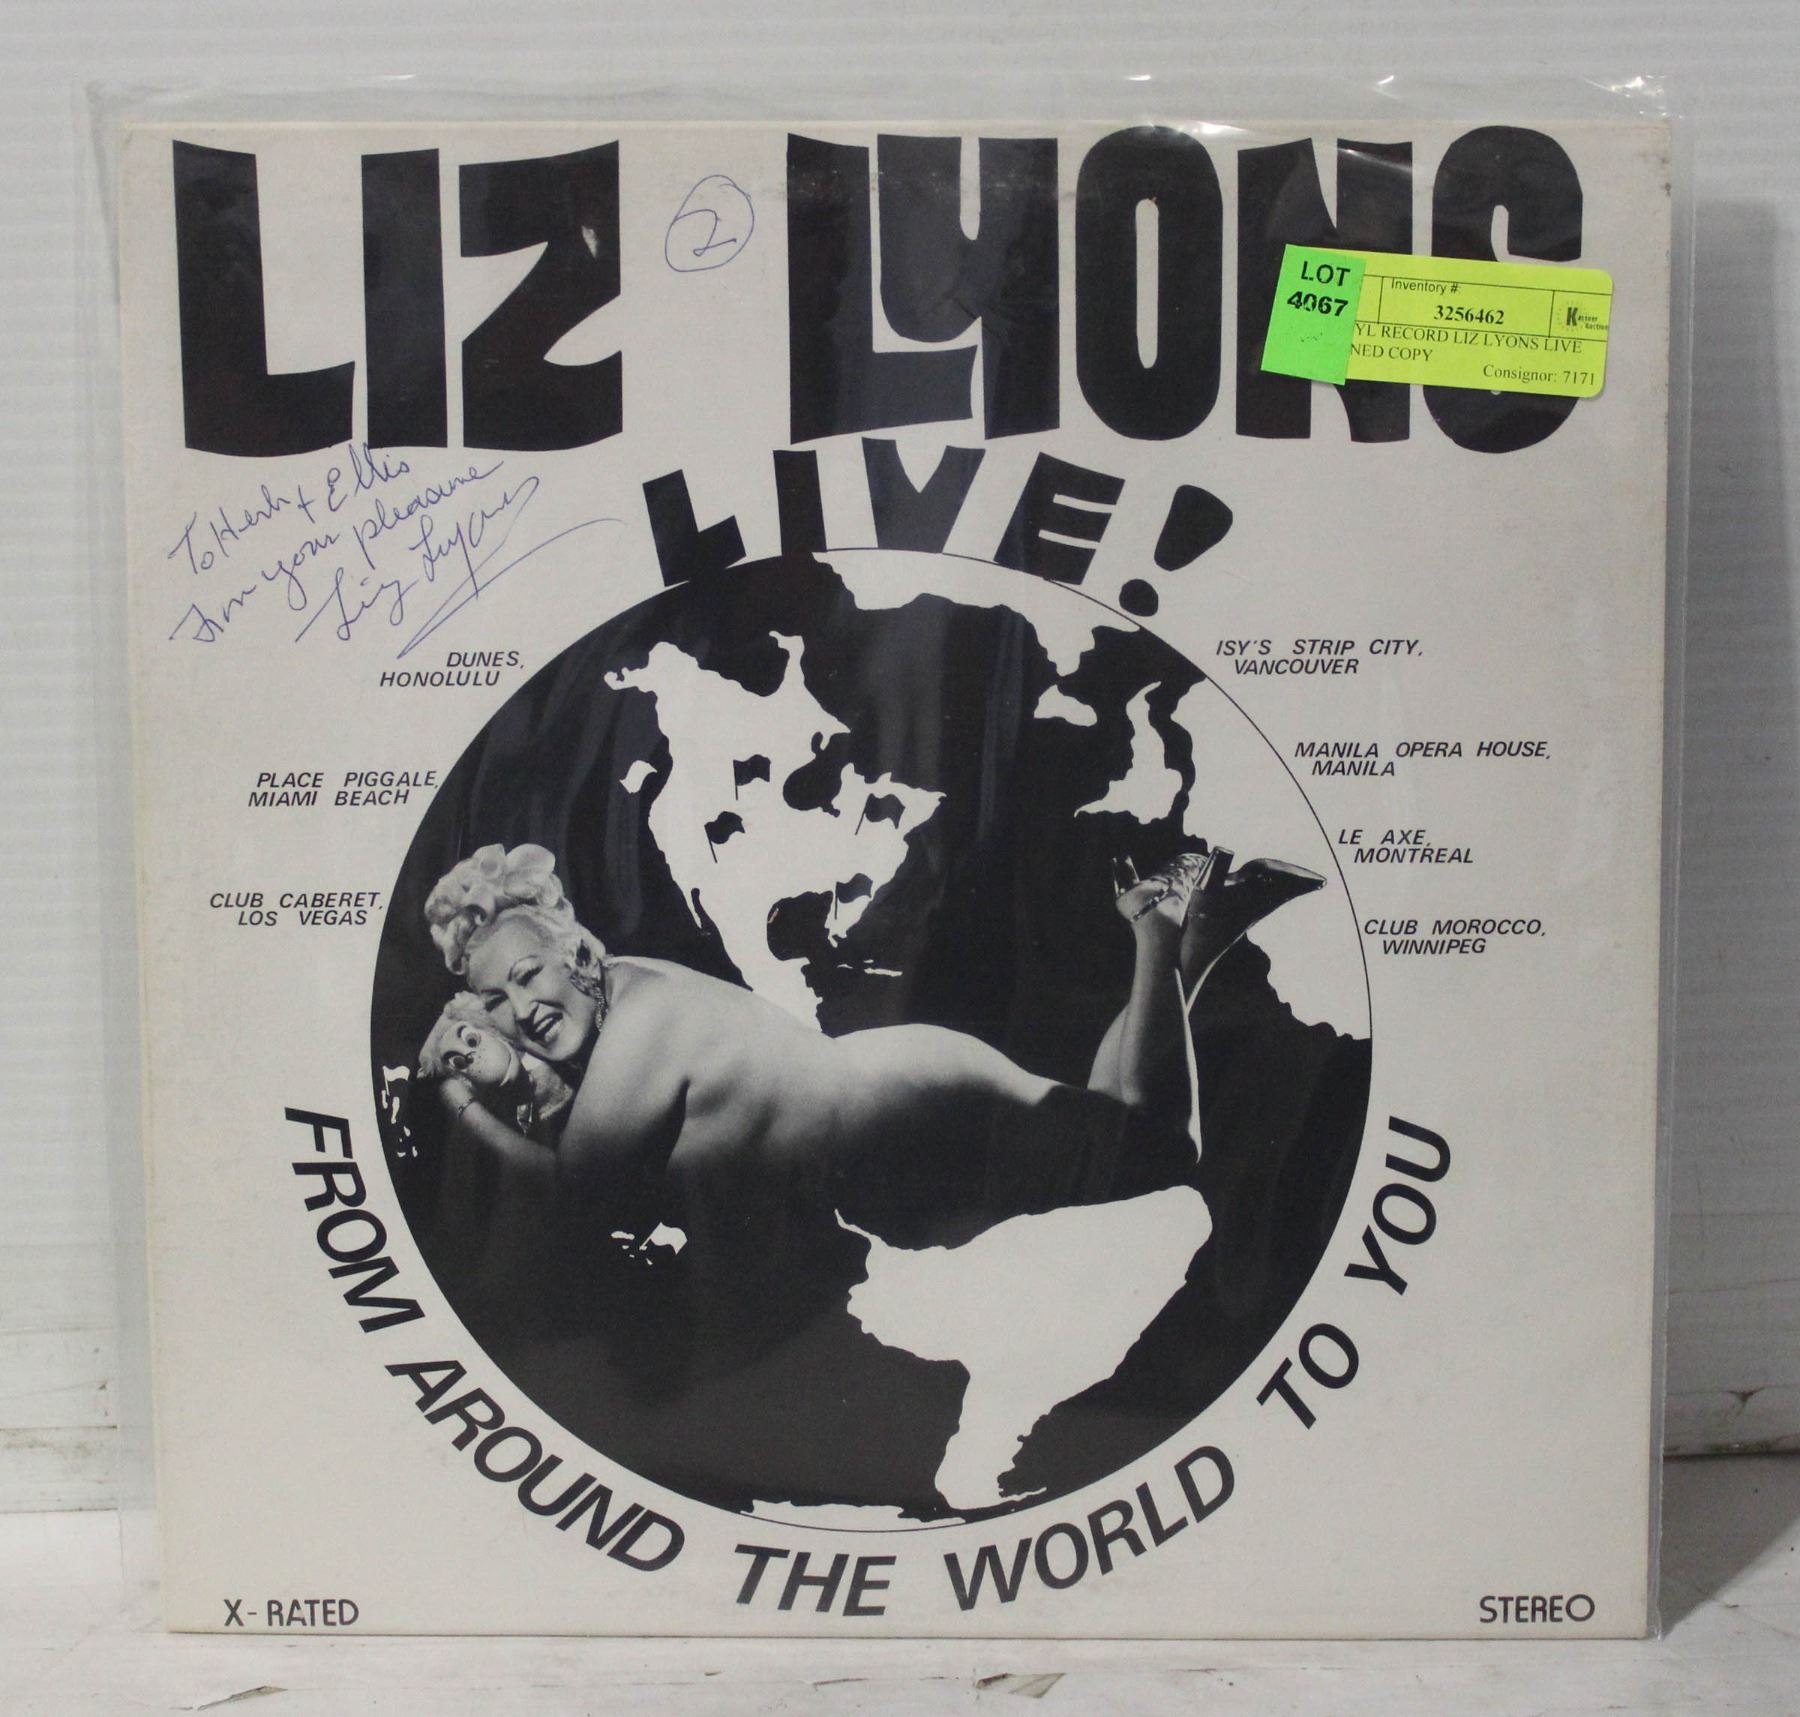 LIZ LYONS
2
LOT
4067
Inventory #:
3256462
Kastner
Auction
YL RECORD LIZ LYONS LIVE
NED COPY
Consignor: 7171
LIVE!
To Herb + Ellis
For your pleasure
Liz Lyons
DUNES,
HONOLULU
PLACE PIGGALE,
MIAMI BEACH
CLUB CABERET,
LOS VEGAS
ISY'S STRIP CITY,
VANCOUVER
MANILA OPERA HOUSE,
MANILA
LE AXE,
MONTREAL
CLUB MOROCCO,
WINNIPEG
FROM AROUND THE WORLD TO YOU
X-RATED
STEREO